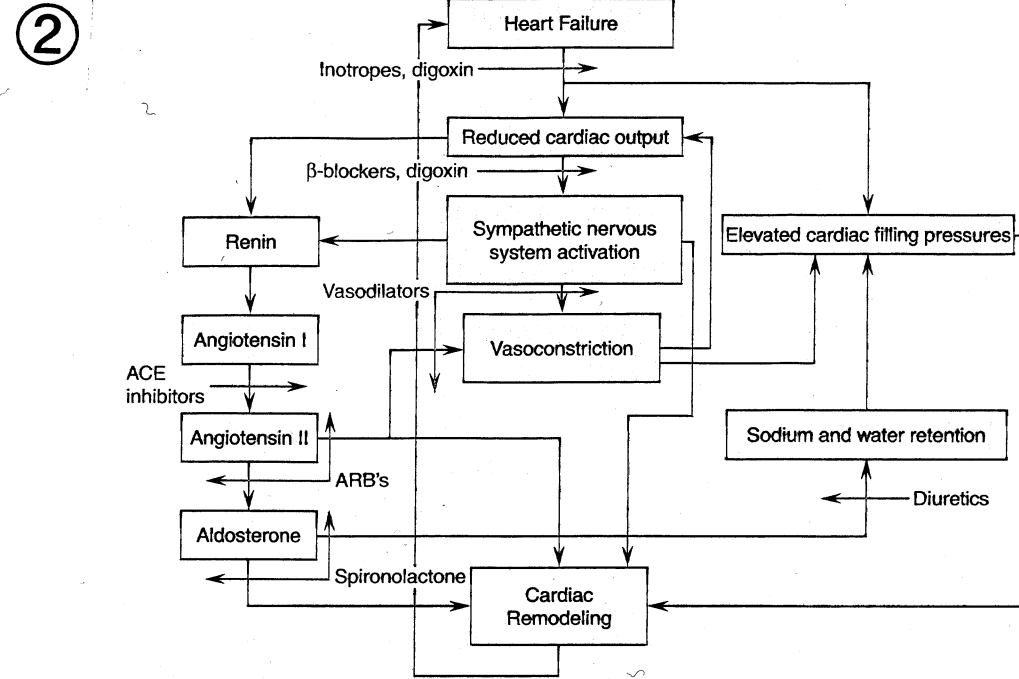 2
Heart Failure
Inotropes, digoxin
Reduced cardiac output
β-blockers, digoxin
Renin
Sympathetic nervous
system activation
Elevated cardiac filling pressures
Vasodilators
Angiotensin I
Vasoconstriction
ACE
inhibitors
Angiotensin II
Sodium and water retention
ARB's
Diuretics
Aldosterone
Spironolactone
Cardiac
Remodeling